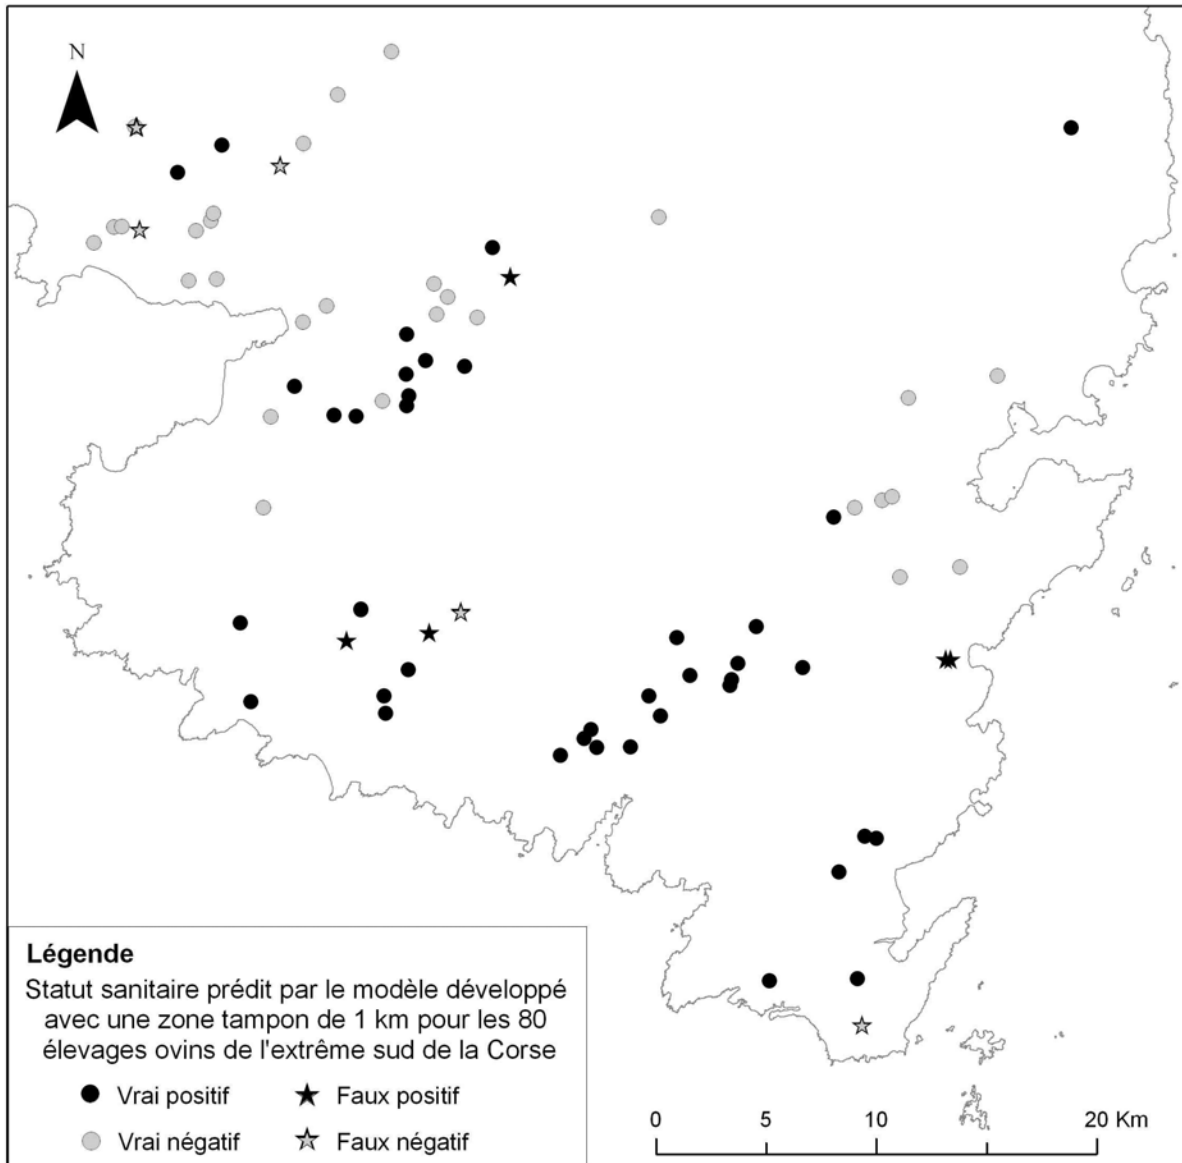 N
Légende
Statut sanitaire prédit par le modèle développé
avec une zone tampon de 1 km pour les 80
élevages ovins de l'extrême sud de la Corse
Vrai positif Faux positif
Vrai négatif Faux négatif
0 5 10 20 Km